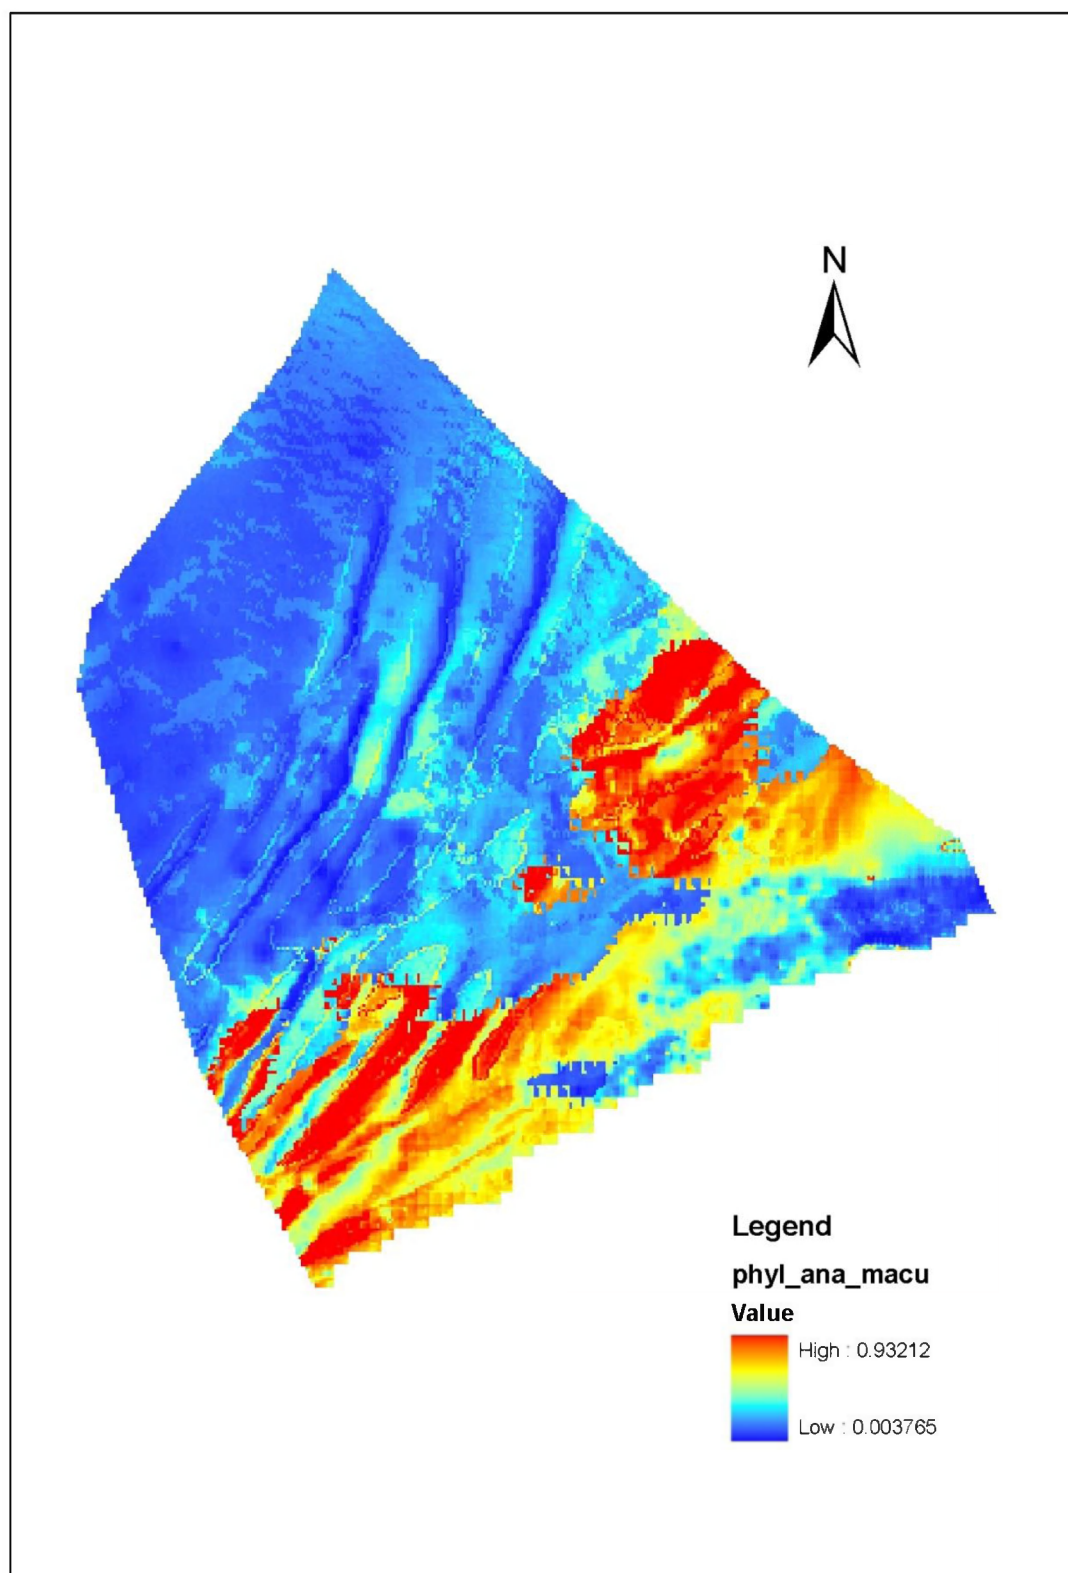 N
Legend
phyl_ana_macu
Value
High : 0.93212
Low : 0.003765